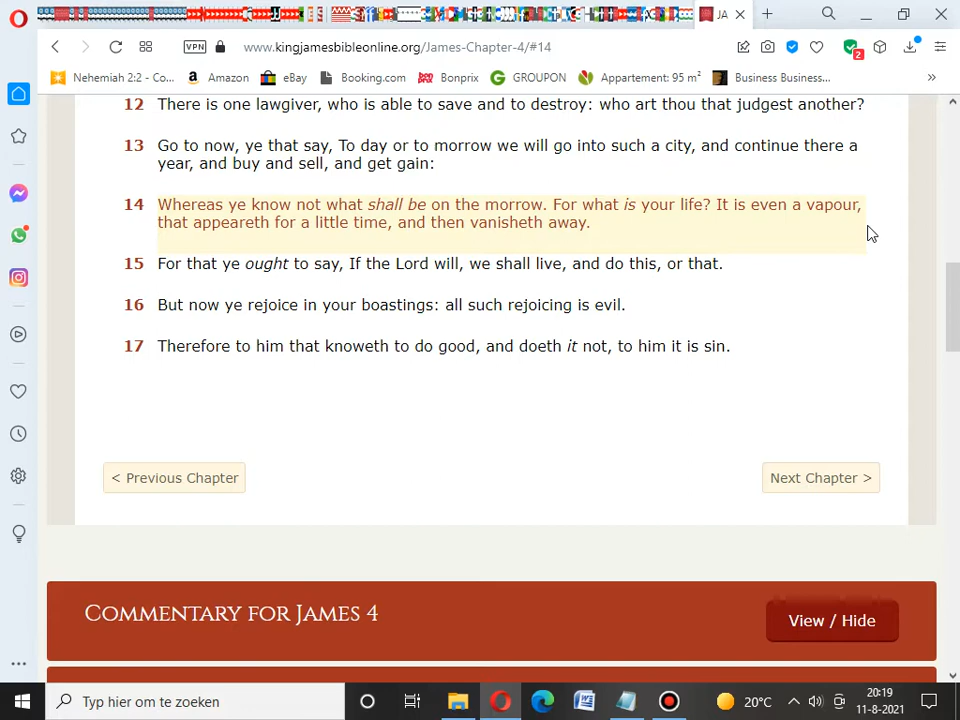 JA
VPN
www.kingjamesbibleonline.org/James-Chapter-4/#14
2
Nehemiah 2:2 - Co...
Amazon
eBay
Booking.com
Bonprix
GROUPON
Appartement: 95 m²
Business Business...
»
12 There is one lawgiver, who is able to save and to destroy: who art thou that judgest another?
13 Go to now, ye that say, To day or to morrow we will go into such a city, and continue there a
year, and buy and sell, and get gain:
14 Whereas ye know not what shall be on the morrow. For what is your life? It is even a vapour,
that appeareth for a little time, and then vanisheth away.
15 For that ye ought to say, If the Lord will, we shall live, and do this, or that.
16 But now ye rejoice in your boastings: all such rejoicing is evil.
17 Therefore to him that knoweth to do good, and doeth it not, to him it is sin.
< Previous Chapter
Next Chapter >
Commentary for James 4
View / Hide
Typ hier om te zoeken
20°C
20:19
11-8-2021